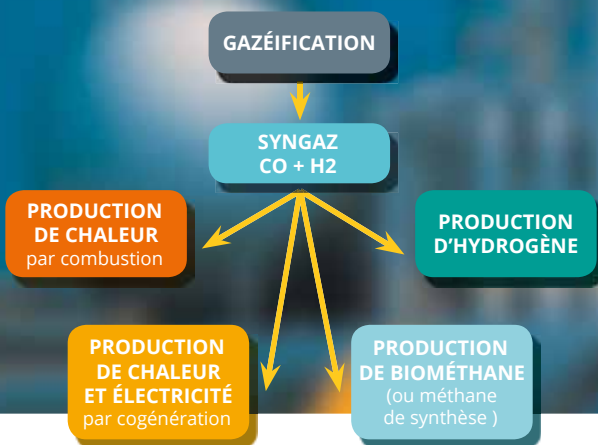 GAZÉIFICATION
SYNGAZ
CO + H2
PRODUCTION
DE CHALEUR
par combustion
PRODUCTION
D’HYDROGÈNE
PRODUCTION
DE CHALEUR
ET ÉLECTRICITÉ
par cogénération
PRODUCTION
DE BIOMÉTHANE
(ou méthane
de synthèse )